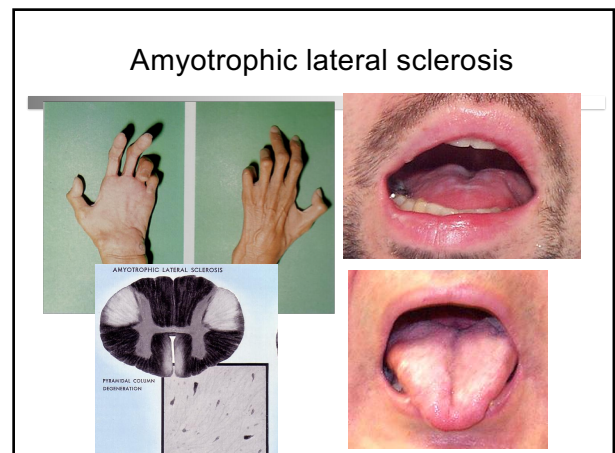 Amyotrophic lateral sclerosis
AMYOTROPHIC LATERAL SCLEROSIS
PYRAMIDAL COLUMN
DEGENERATION